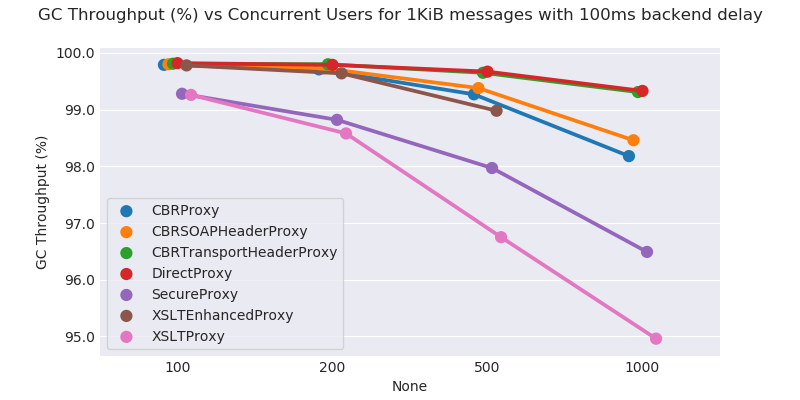 GC Throughput (%) vs Concurrent Users for 1KiB messages with 100ms backend delay
GC Throughput (%)
100.0
99.0
98.0
97.0
96.0
95.0
CBRProxy
CBRSOAPHeaderProxy
CBRTransportHeaderProxy
DirectProxy
SecureProxy
XSLTEnhancedProxy
XSLTProxy
100 200 500 1000
None